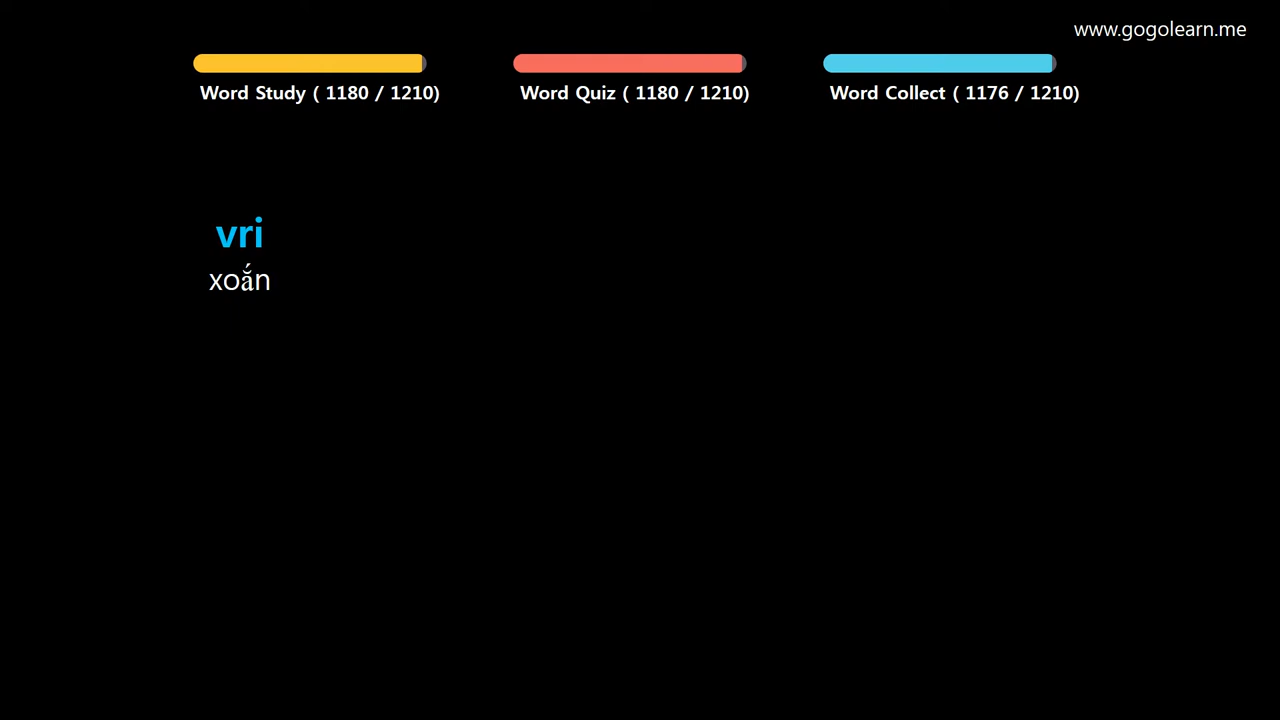 www.gogolearn.me
Word Study ( 1180 / 1210)
Word Quiz ( 1180 / 1210)
Word Collect ( 1176 / 1210)
vri
xoắn